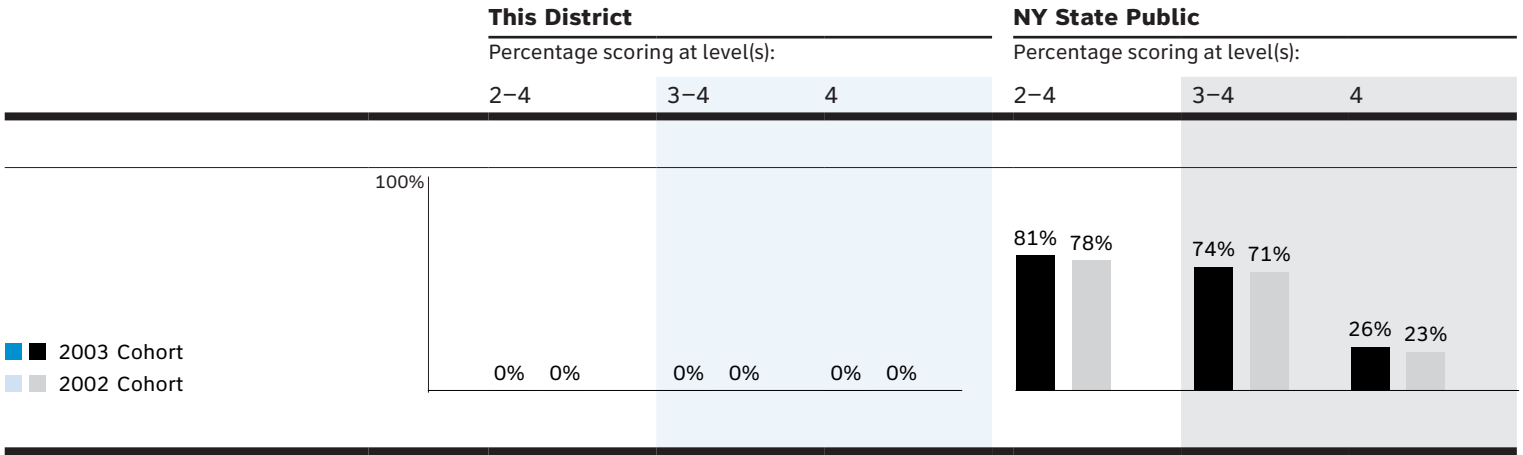 This District NY State Public
Percentage scoring at level(s): Percentage scoring at level(s):
2–4 3–4 4 2–4 3–4 4
100%
81% 78% 74% 71% 26% 23%
0% 0% 0% 0% 0% 0%
2003 Cohort
2002 Cohort